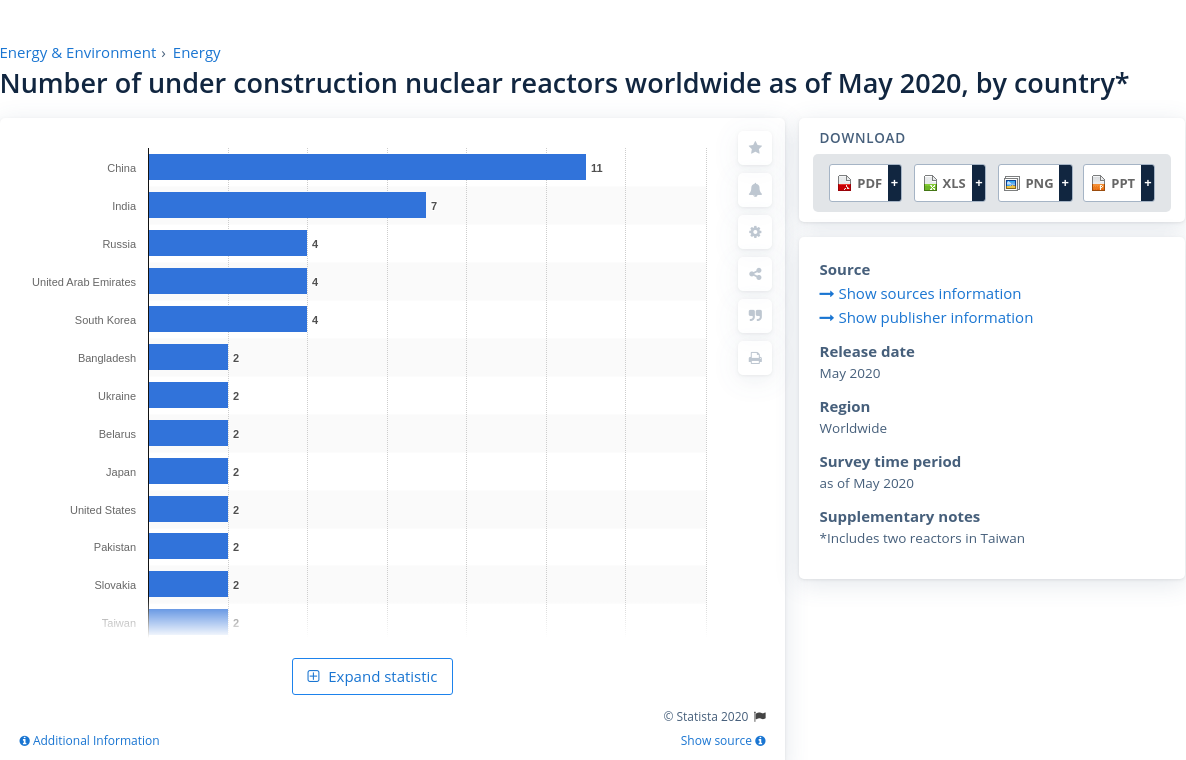 Energy & Environment › Energy
Number of under construction nuclear reactors worldwide as of May 2020, by country*
China 11
India 7
Russia 4
United Arab Emirates 4
South Korea 4
Bangladesh 2
Ukraine 2
Belarus 2
Japan 2
United States 2
Pakistan 2
Slovakia 2
Taiwan 2
Expand statistic
© Statista 2020
Additional Information
Show source
DOWNLOAD
PDF + XLS + PNG + PPT +
Source
Show sources information
Show publisher information
Release date
May 2020
Region
Worldwide
Survey time period
as of May 2020
Supplementary notes
*Includes two reactors in Taiwan